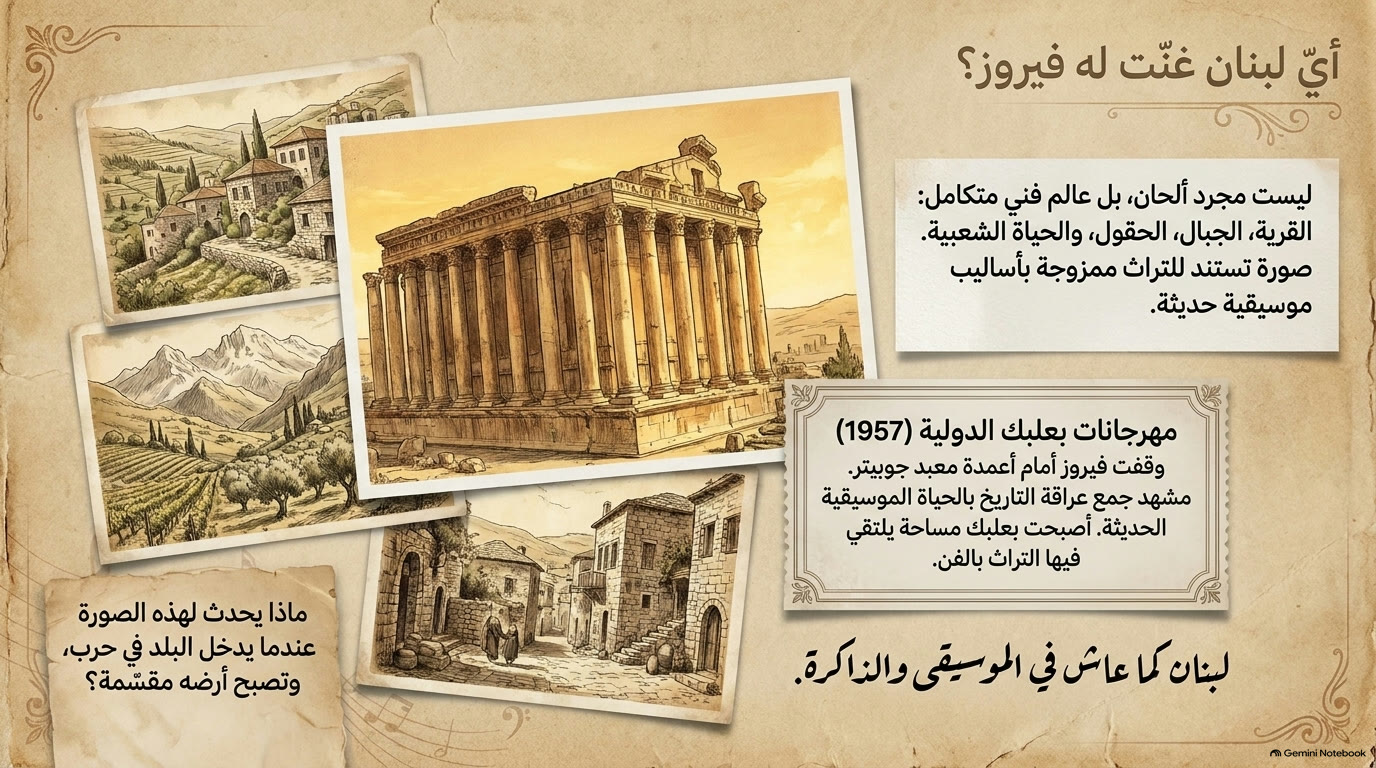 أيّ لبنان غنّت له فيروز؟
ليست مجرد ألحان، بل عالم فني متكامل:
القرية، الجبال، الحقول، والحياة الشعبية.
صورة تستند للتراث ممزوجة بأساليب
موسيقية حديثة.
مهرجانات بعلبك الدولية (1957)
وقفت فيروز أمام أعمدة معبد جوبيتر.
مشهد جمع عراقة التاريخ بالحياة الموسيقية
الحديثة. أصبحت بعلبك مساحة يلتقي
فيها التراث بالفن.
لبنان كما عاش في الموسيقى والذاكرة.
ماذا يحدث لهذه الصورة
عندما يدخل البلد في حرب،
وتصبح أرضه مقسّمة؟
Gemini Notebook